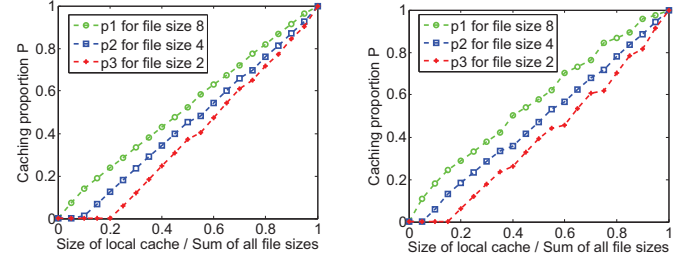 1
0.8
0.6
0.4
0.2
0
Caching proportion P
p1 for file size 8
p2 for file size 4
p3 for file size 2
0 0.2 0.4 0.6 0.8 1
Size of local cache / Sum of all file sizes
1
0.8
0.6
0.4
0.2
0
Caching proportion P
p1 for file size 8
p2 for file size 4
p3 for file size 2
0 0.2 0.4 0.6 0.8 1
Size of local cache / Sum of all file sizes